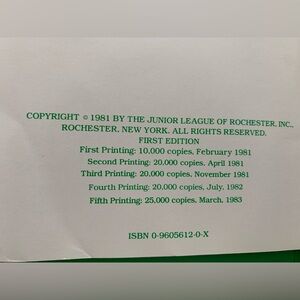 COPYRIGHT © 1981 BY THE JUNIOR LEAGUE OF ROCHESTER, INC.,
ROCHESTER, NEW YORK. ALL RIGHTS RESERVED.
FIRST EDITION
First Printing: 10,000 copies, February 1981
Second Printing: 20,000 copies, April 1981
Third Printing: 20,000 copies, November 1981
Fourth Printing: 20,000 copies, July, 1982
Fifth Printing: 25,000 copies, March, 1983
ISBN 0-9605612-0-X